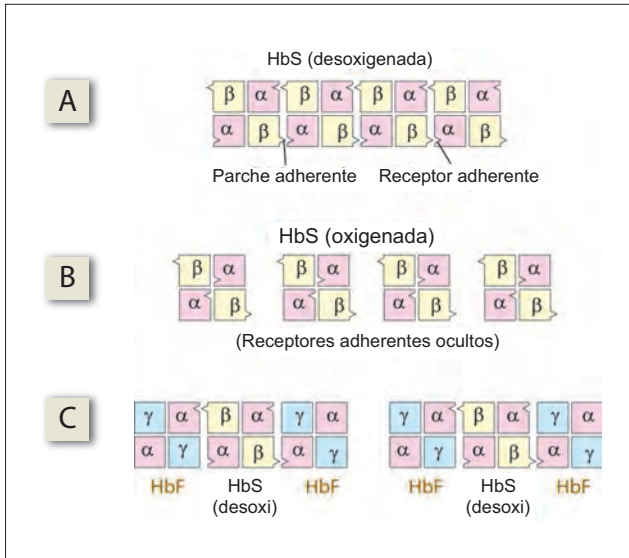 HbS (desoxigenada)
A
β α β α β α β α
α β α β α β α β
Parche adherente Receptor adherente
HbS (oxigenada)
B
β α β α β α β α
α β α β α β α β
(Receptores adherentes ocultos)
C
γ α β α γ α γ α β α γ α
α γ α β α γ α γ α β α γ
HbF HbS HbF HbF HbS HbF
(desoxi) (desoxi)